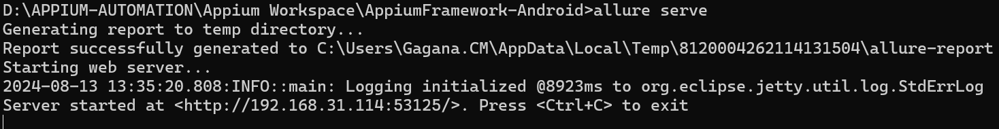 D:\APPIUM-AUTOMATION\Appium Workspace\AppiumFramework-Android>allure serve
Generating report to temp directory...
Report successfully generated to C:\Users\Gagana.CM\AppData\Local\Temp\8120004262114131504\allure-report
Starting web server...
2024-08-13 13:35:20.808:INFO::main: Logging initialized @8923ms to org.eclipse.jetty.util.log.StdErrLog
Server started at <http://192.168.31.114:53125/>. Press <Ctrl+C> to exit